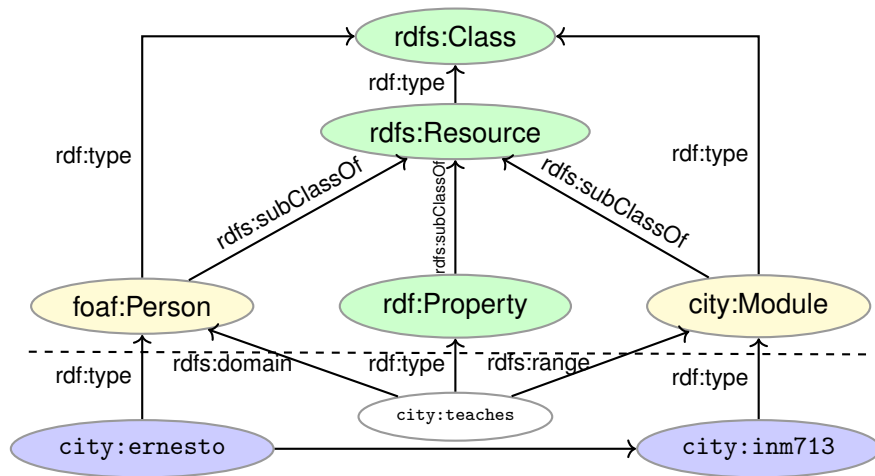 rdfs:Class
rdf:type
rdfs:Resource
rdf:type
rdf:type
rdfs:subClassOf
rdfs:subClassOf
rdfs:subClassOf
foaf:Person
rdf:Property
city:Module
rdf:type
rdfs:domain
rdf:type
rdfs:range
rdf:type
city:teaches
city:ernesto
city:inm713